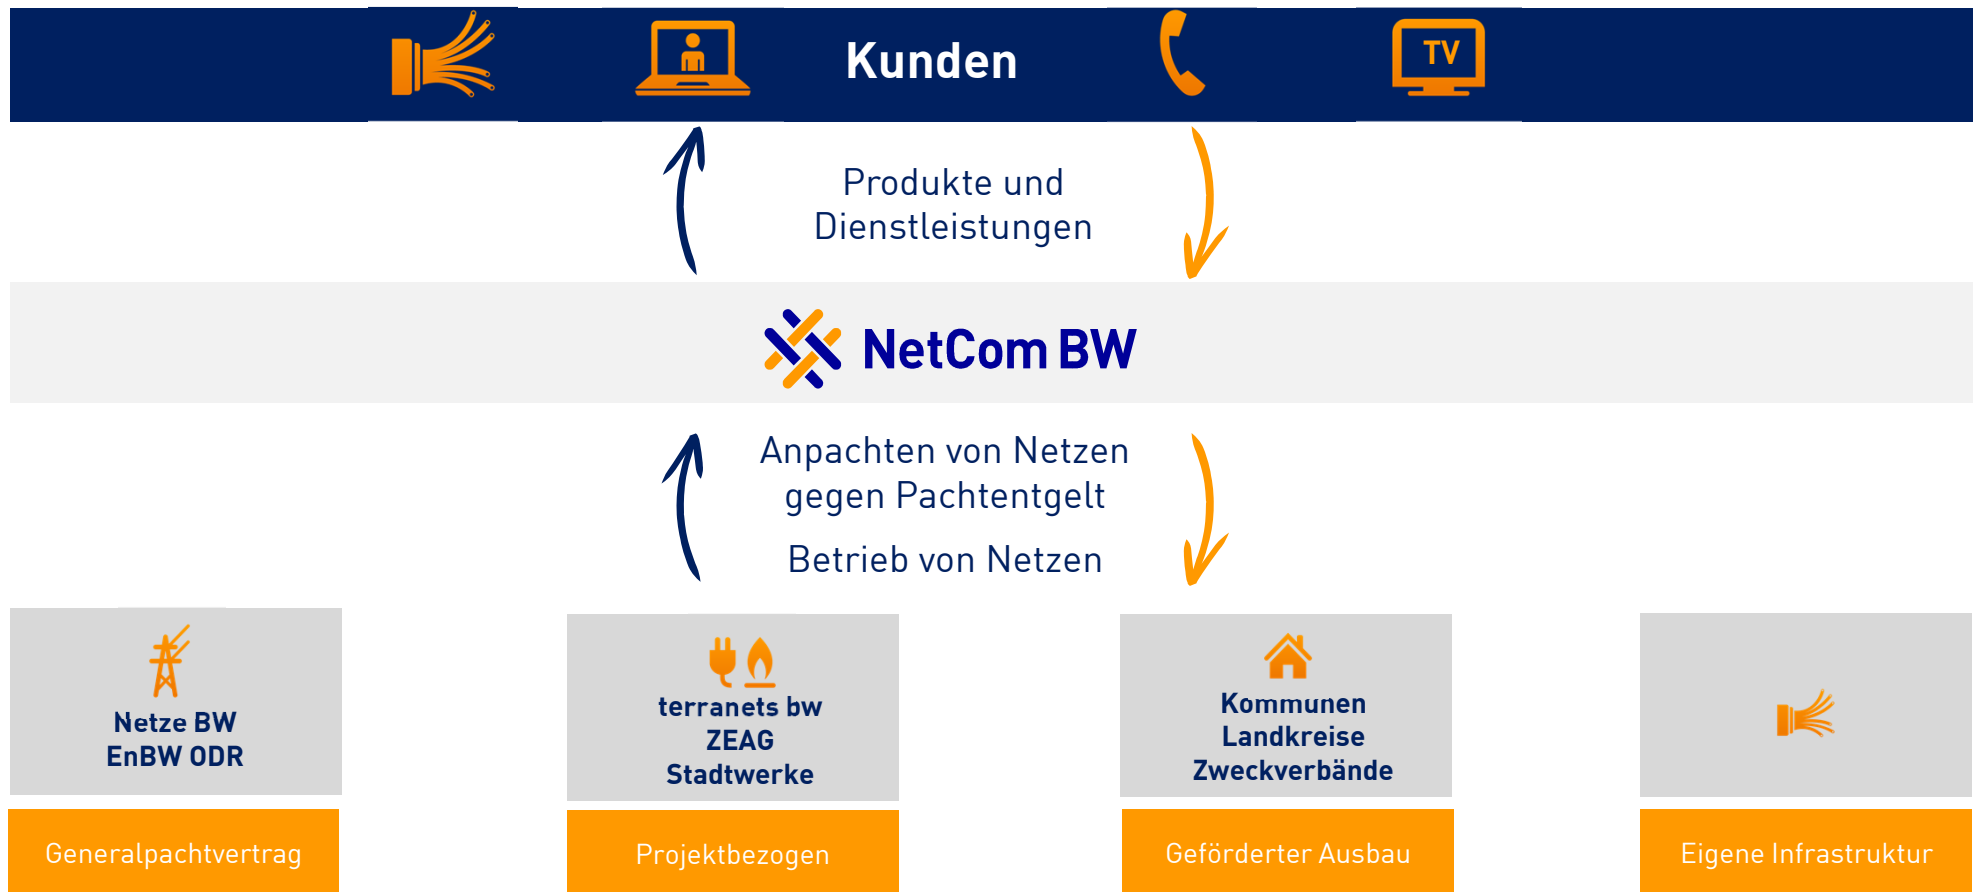 Kunden
TV
Produkte und
Dienstleistungen
NetCom BW
Anpachten von Netzen
gegen Pachtentgelt
Betrieb von Netzen
Netze BW
EnBW ODR
Generalpachtvertrag
terranets bw
ZEAG
Stadtwerke
Projektbezogen
Kommunen
Landkreise
Zweckverbände
Geförderter Ausbau
Eigene Infrastruktur